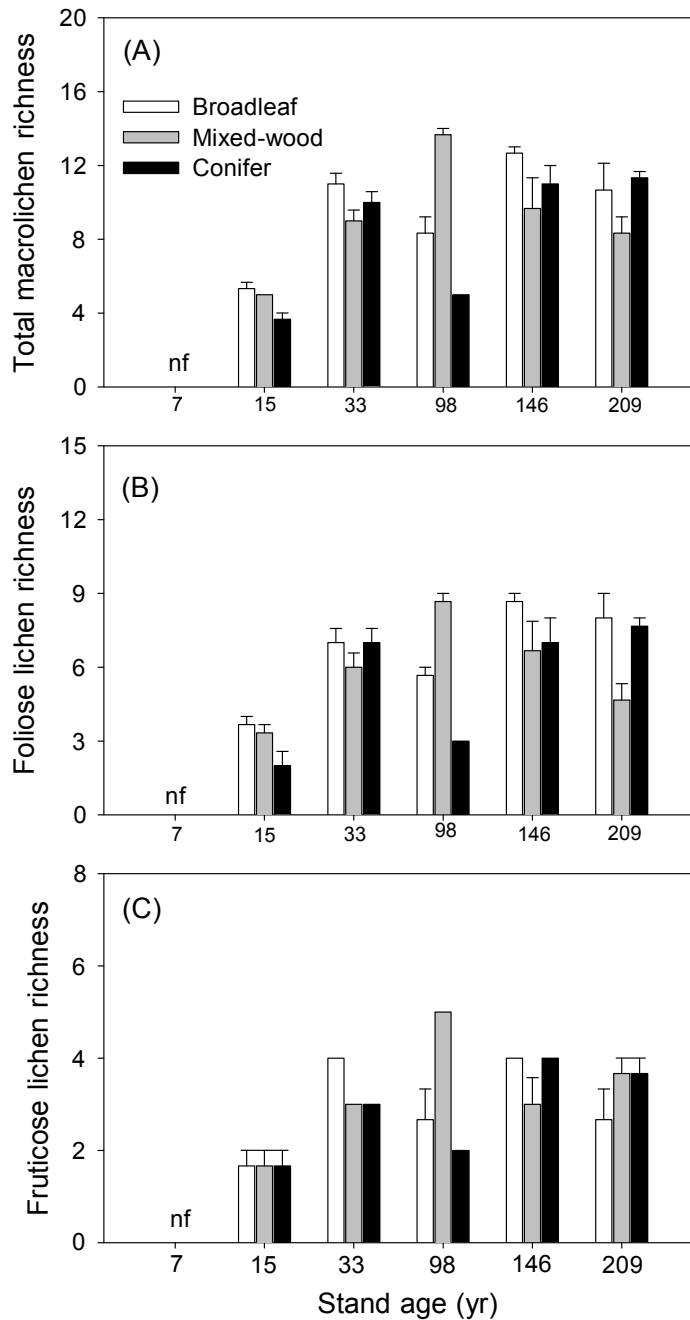 (A)
Broadleaf
Mixed-wood
Conifer
Total macrolichen richness
20
16
12
8
4
0
nf
7 15 33 98 146 209
(B)
Foliose lichen richness
15
12
9
6
3
0
nf
7 15 33 98 146 209
(C)
Fruticose lichen richness
8
6
4
2
0
nf
7 15 33 98 146 209
Stand age (yr)